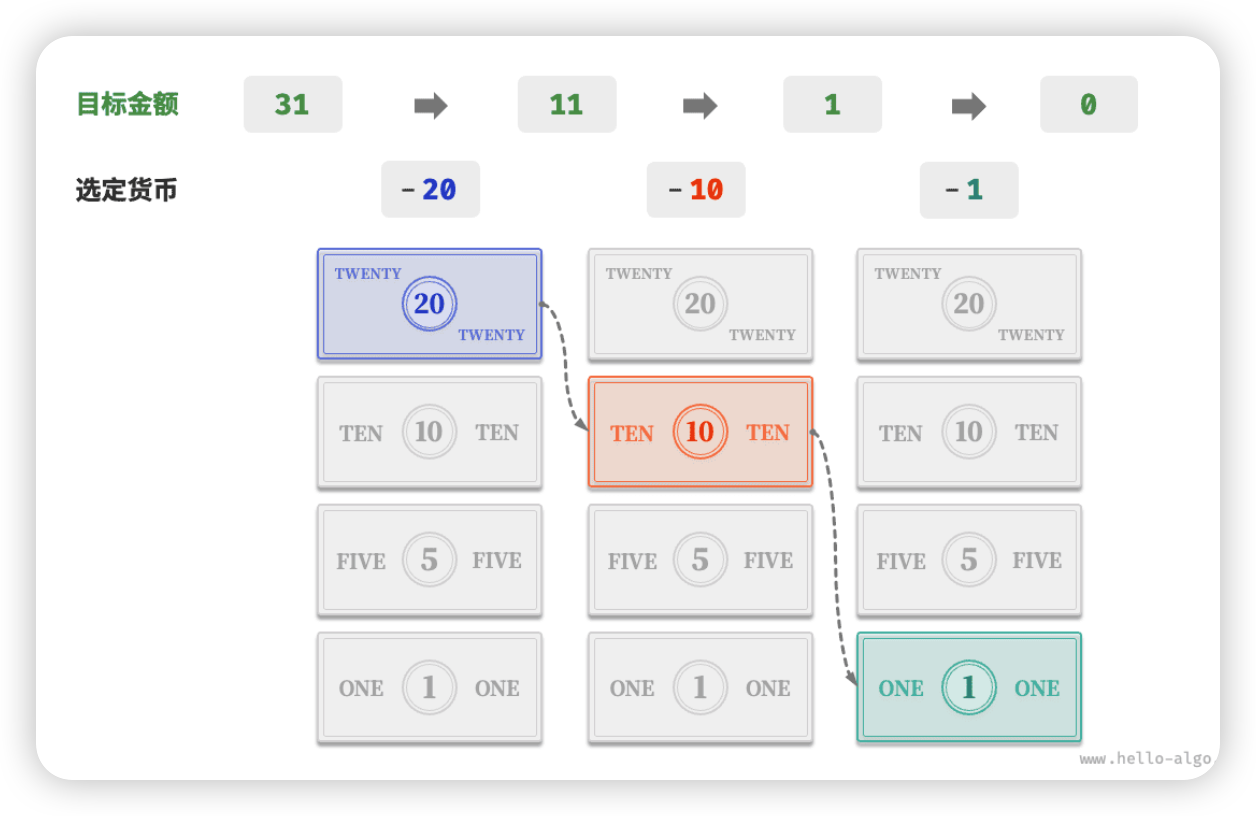 目标金额 31 11 1 0
选定货币 -20 -10 -1
TWENTY 20 TWENTY TWENTY 20 TWENTY TWENTY 20 TWENTY
TEN 10 TEN TEN 10 TEN TEN 10 TEN
FIVE 5 FIVE FIVE 5 FIVE FIVE 5 FIVE
ONE 1 ONE ONE 1 ONE ONE 1 ONE
www.hello-algo.